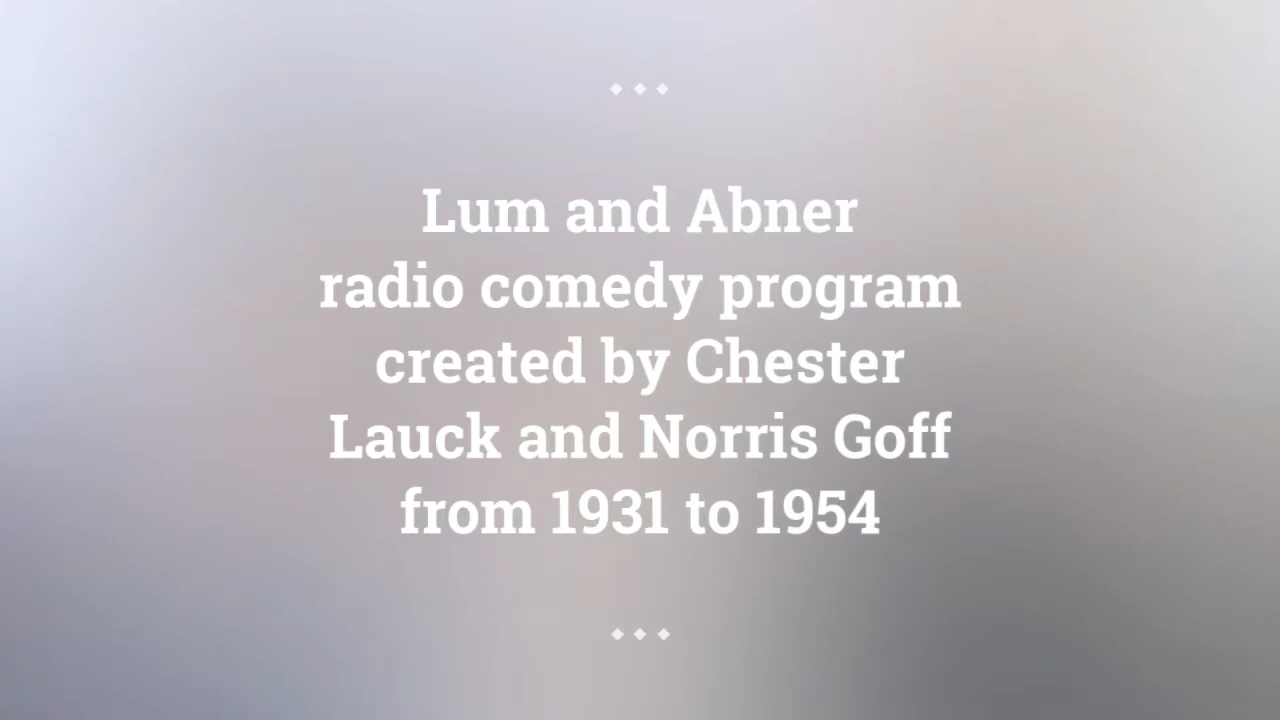 Lum and Abner
radio comedy program
created by Chester
Lauck and Norris Goff
from 1931 to 1954